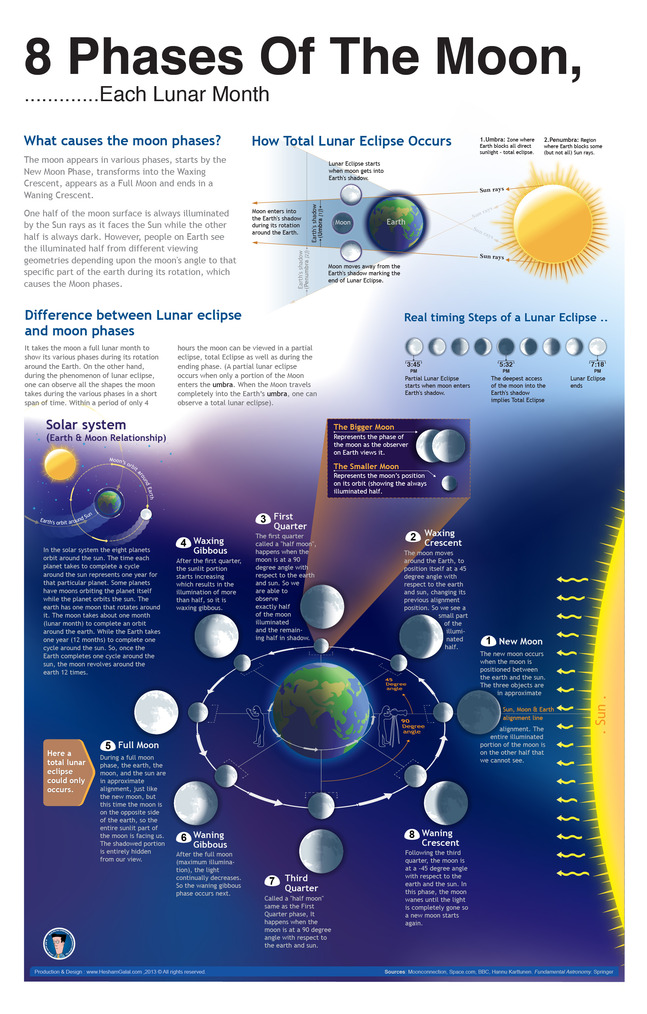 8 Phases Of The Moon,
.............Each Lunar Month
What causes the moon phases?
The moon appears in various phases, starts by the
New Moon Phase, transforms into the Waxing
Crescent, appears as a Full Moon and ends in a
Waning Crescent.
One half of the moon surface is always illuminated
by the Sun rays as it faces the Sun while the other
half is always dark. However, people on Earth see
the illuminated half from different viewing
geometries depending upon the moon's angle to that
specific part of the earth during its rotation, which
causes the Moon phases.
How Total Lunar Eclipse Occurs
1.Umbra: Zone where
Earth blocks all direct
sunlight - total eclipse.
2.Penumbra: Region
where Earth blocks some
(but not all) Sun rays.
Lunar Eclipse starts
when moon gets into
Earth's shadow.
Moon enters into
the Earth's shadow
during its rotation
around the Earth.
Earth's shadow
(Umbra 1)
Earth's shadow
(Penumbra 2)
Moon
Earth
Sun rays
Sun rays
Sun rays
Sun rays
Moon moves away from the
Earth's shadow marking the
end of Lunar Eclipse.
Difference between Lunar eclipse
and moon phases
It takes the moon a full lunar month to
show its various phases during its rotation
around the Earth. On the other hand,
during the phenomenon of lunar eclipse,
one can observe all the shapes the moon
takes during the various phases in a short
span of time. Within a period of only 4
hours the moon can be viewed in a partial
eclipse, total Eclipse as well as during the
ending phase. (A partial lunar eclipse
occurs when only a portion of the Moon
enters the umbra. When the Moon travels
completely into the Earth's umbra, one can
observe a total lunar eclipse).
Real timing Steps of a Lunar Eclipse ..
3:45
PM
Partial Lunar Eclipse
starts when moon enters
Earth's shadow.
5:32
PM
The deepest access
of the moon into the
Earth's shadow
implies Total Eclipse
7:18
PM
Lunar Eclipse
ends
Solar system
(Earth & Moon Relationship)
Moon's orbit around Earth
Earth's orbit around Sun
In the solar system the eight planets
orbit around the sun. The time each
planet takes to complete a cycle
around the sun represents one year for
that particular planet. Some planets
have moons orbiting the planet itself
while the planet orbits the sun. The
earth has one moon that rotates around
it. The moon takes about one month
(lunar month) to complete an orbit
around the earth. While the Earth takes
one year (12 months) to complete one
cycle around the sun. So, once the
Earth completes one cycle around the
sun, the moon revolves around the
earth 12 times.
The Bigger Moon
Represents the phase of
the moon as the observer
on Earth views it.
The Smaller Moon
Represents the moon's position
on its orbit (showing the always
illuminated half.
4 Waxing
Gibbous
After the first quarter,
the sunlit portion
starts increasing
which results in the
illumination of more
than half, so it is
waxing gibbous.
3 First
Quarter
The first quarter
called a "half moon",
happens when the
moon is at a 90
degree angle with
respect to the earth
and sun. So we
are able to
observe
exactly half
of the moon
illuminated
and the remain-
ing half in shadow.
2 Waxing
Crescent
The moon moves
around the Earth, to
position itself at a 45
degree angle with
respect to earth and
sun, changing its
previous alignment
position. So we see a
small part
of the
illumi-
nated
half.
1 New Moon
The new moon occurs
when the moon is
positioned between
the earth and the sun.
The three objects are
in approximate
Sun, Moon & Earth
alignment line
alignment. The
entire illuminated
portion of the moon is
on the other half that
we cannot see.
45
Degree
angle
90
Degree
angle
. Sun .
Here a
total lunar
eclipse
could only
occurs.
5 Full Moon
During a full moon
phase, the earth, the
moon, and the sun are
in approximate
alignment, just like
the new moon, but
this time the moon is
on the opposite side
of the earth, so the
entire sunlit part of
the moon is facing us.
The shadowed portion
is entirely hidden
from our view.
6 Waning
Gibbous
After the full moon
(maximum illumina-
tion), the light
continually decreases.
So the waning gibbous
phase occurs next.
7 Third
Quarter
Called a "half moon"
same as the First
Quarter phase, it
happens when the
moon is at a 90 degree
angle with respect to
the earth and sun.
8 Waning
Crescent
Following the third
quarter, the moon is
at a -45 degree angle
with respect to the
earth and the sun. In
this phase, the moon
wanes until the light
is completely gone so
a new moon starts
again.
Production & Design : www.HeshamGalal.com ,2013 © All rights reserved
Sources: Moonconnection, Space.com, BBC, Hannu Karttunen Fundamental Astronomy Springer